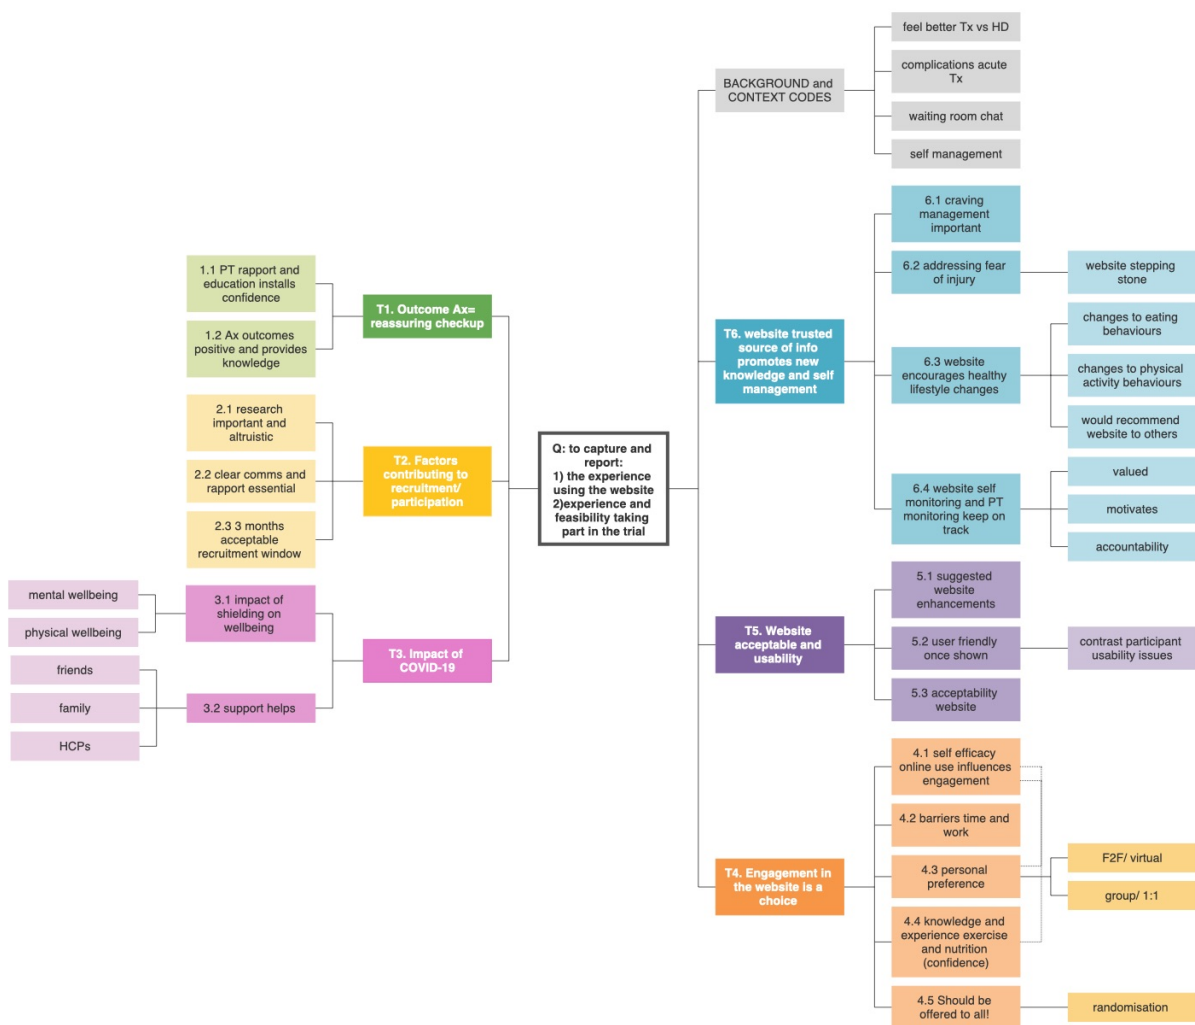 feel better Tx vs HD
complications acute
Tx
waiting room chat
self management
BACKGROUND and
CONTEXT CODES
6.1 craving
management
important
6.2 addressing fear
of injury
website stepping
stone
T6. website trusted
source of info
promotes new
knowledge and self
management
6.3 website
encourages healthy
lifestyle changes
changes to eating
behaviours
changes to physical
activity behaviours
would recommend
website to others
6.4 website self
monitoring and PT
monitoring keep on
track
valued
motivates
accountability
1.1 PT rapport and
education installs
confidence
1.2 Ax outcomes
positive and provides
knowledge
T1. Outcome Ax=
reassuring checkup
2.1 research
important and
altruistic
2.2 clear comms and
rapport essential
2.3 3 months
acceptable
recruitment window
T2. Factors
contributing to
recruitment/
participation
Q: to capture and
report:
1) the experience
using the website
2)experience and
feasibility taking
part in the trial
mental wellbeing
physical wellbeing
3.1 impact of
shielding on
wellbeing
friends
family
HCPs
3.2 support helps
T3. Impact of
COVID-19
T5. Website
acceptable and
usability
5.1 suggested
website
enhancements
5.2 user friendly
once shown
contrast participant
usability issues
5.3 acceptability
website
T4. Engagement in
the website is a
choice
4.1 self efficacy
online use influences
engagement
4.2 barriers time and
work
4.3 personal
preference
F2F/ virtual
group/ 1:1
4.4 knowledge and
experience exercise
and nutrition
(confidence)
4.5 Should be
offered to all!
randomisation